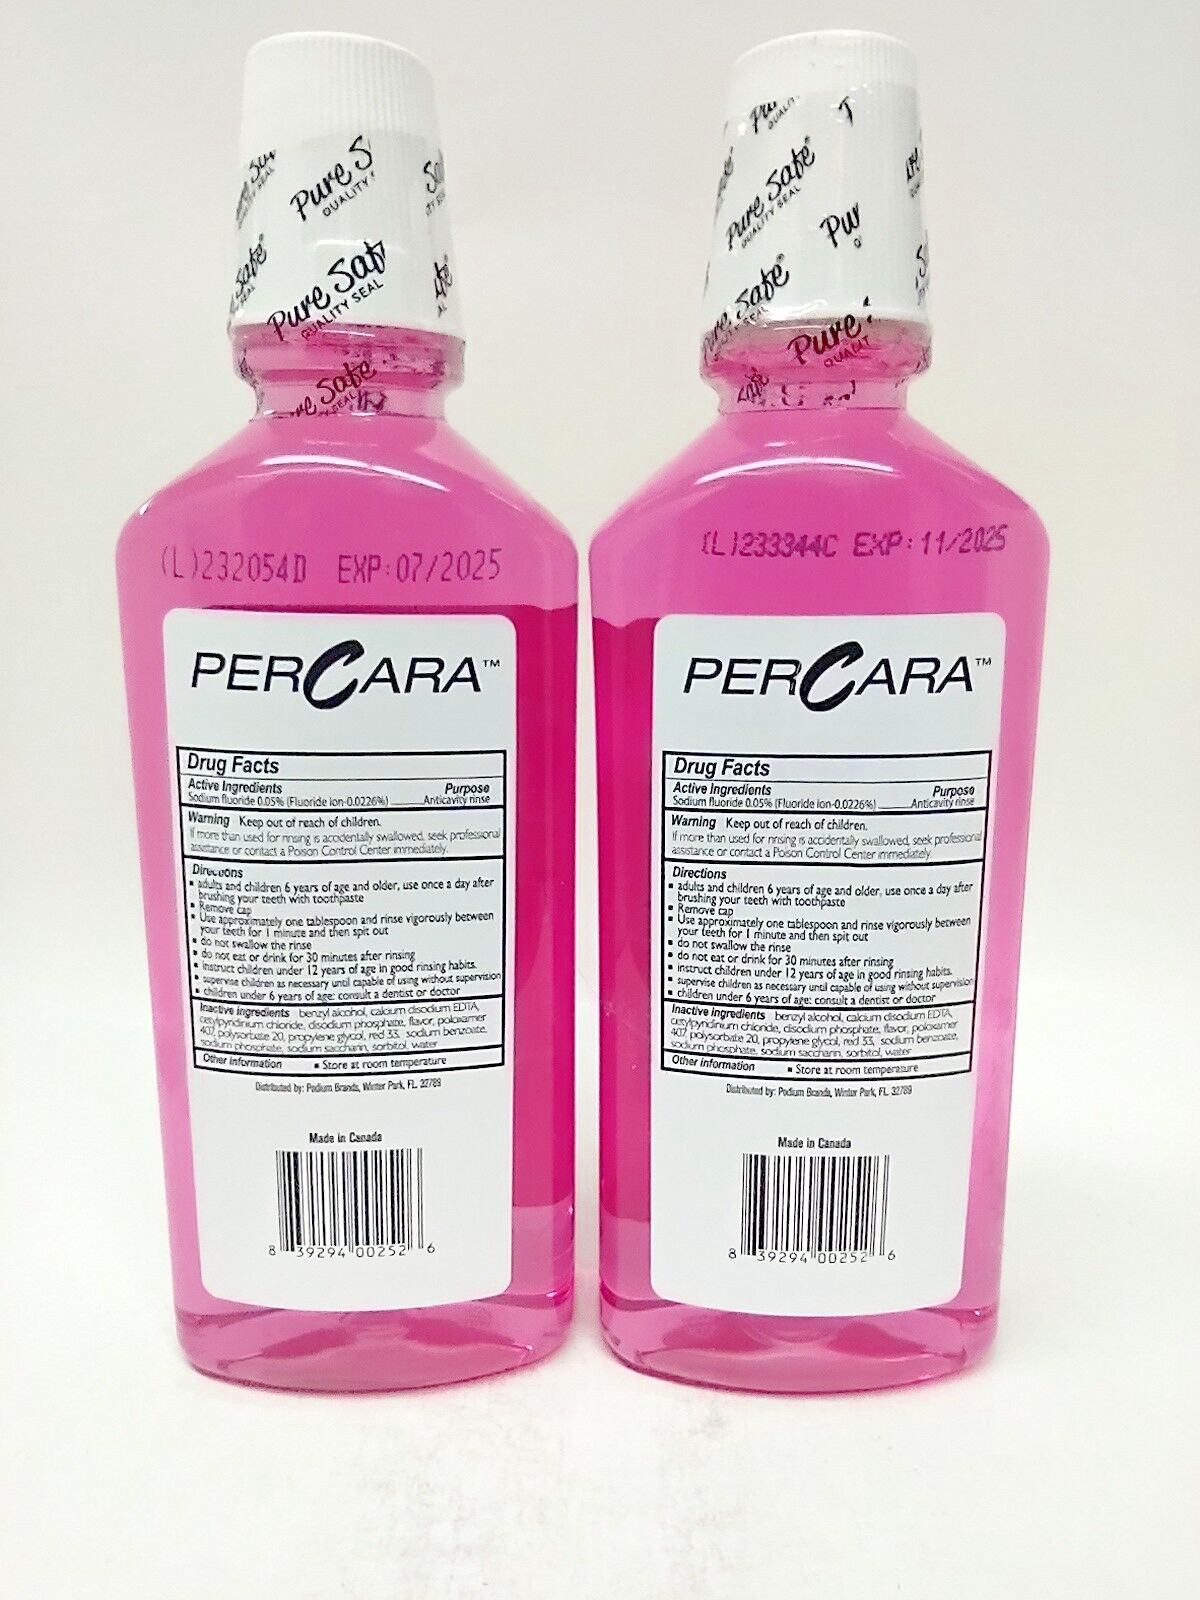 Pure S
QUALITY S
Safe®
Pure Safe
QUALITY SEAL
re Safe
TY SEAL
(L)232054D EXP:07/2025
PERCARA™
Drug Facts
Active Ingredients Purpose
Sodium fluoride 0.05% (Fluoride ion-0.0226%) Anticavity rinse
Warning Keep out of reach of children.
If more than used for rinsing is accidentally swallowed, seek professional
assistance or contact a Poison Control Center immediately.
Directions
▪ adults and children 6 years of age and older, use once a day after
brushing your teeth with toothpaste
▪ Remove cap
▪ Use approximately one tablespoon and rinse vigorously between
your teeth for 1 minute and then spit out
▪ do not swallow the rinse
▪ do not eat or drink for 30 minutes after rinsing
▪ instruct children under 12 years of age in good rinsing habits.
▪ supervise children as necessary until capable of using without supervision
▪ children under 6 years of age: consult a dentist or doctor
Inactive ingredients benzyl alcohol, calcium disodium EDTA,
cetylpyridinium chloride, disodium phosphate, flavor, poloxamer
407, polysorbate 20, propylene glycol, red 33, sodium benzoate,
sodium phosphate, sodium saccharin, sorbitol, water
Other information ▪ Store at room temperature
Distributed by: Podium Brands, Winter Park, FL 32789
Made in Canada
8 39294 00252 6
Pure Safe®
QUALITY SEAL
Pur
re Safe®
Pure
QUALIT
(L)233344C EXP:11/2025
PERCARA™
Drug Facts
Active Ingredients Purpose
Sodium fluoride 0.05% (Fluoride ion-0.0226%) Anticavity rinse
Warning Keep out of reach of children.
If more than used for rinsing is accidentally swallowed, seek professional
assistance or contact a Poison Control Center immediately.
Directions
▪ adults and children 6 years of age and older, use once a day after
brushing your teeth with toothpaste
▪ Remove cap
▪ Use approximately one tablespoon and rinse vigorously between
your teeth for 1 minute and then spit out
▪ do not swallow the rinse
▪ do not eat or drink for 30 minutes after rinsing
▪ instruct children under 12 years of age in good rinsing habits.
▪ supervise children as necessary until capable of using without supervision
▪ children under 6 years of age: consult a dentist or doctor
Inactive ingredients benzyl alcohol, calcium disodium EDTA,
cetylpyridinium chloride, disodium phosphate, flavor, poloxamer
407, polysorbate 20, propylene glycol, red 33, sodium benzoate,
sodium phosphate, sodium saccharin, sorbitol, water
Other information ▪ Store at room temperature
Distributed by: Podium Brands, Winter Park, FL 32789
Made in Canada
8 39294 00252 6